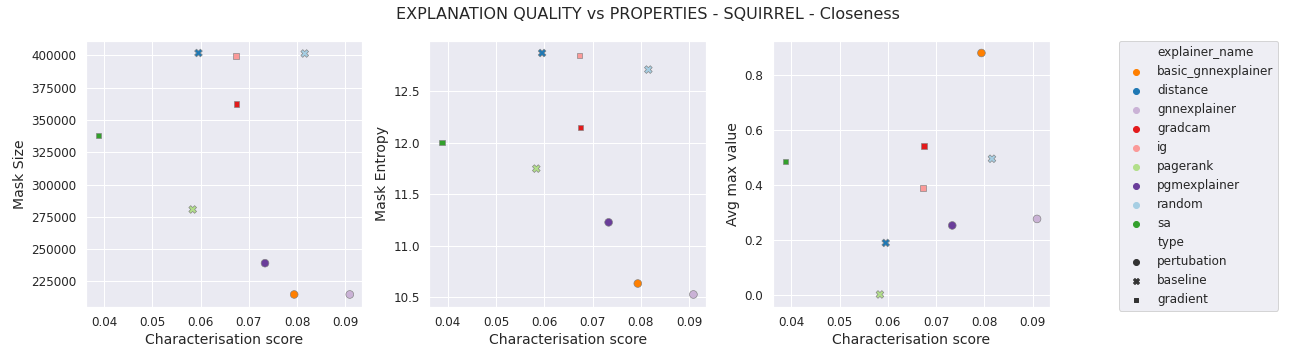 EXPLANATION QUALITY vs PROPERTIES - SQUIRREL - Closeness
Mask Size
400000
375000
350000
325000
300000
275000
250000
225000
0.04 0.05 0.06 0.07 0.08 0.09
Characterisation score
Mask Entropy
12.5
12.0
11.5
11.0
10.5
0.04 0.05 0.06 0.07 0.08 0.09
Characterisation score
Avg max value
0.8
0.6
0.4
0.2
0.0
0.04 0.05 0.06 0.07 0.08 0.09
Characterisation score
explainer_name
basic_gnnexplainer
distance
gnnexplainer
gradcam
ig
pagerank
pgmexplainer
random
sa
type
pertubation
baseline
gradient